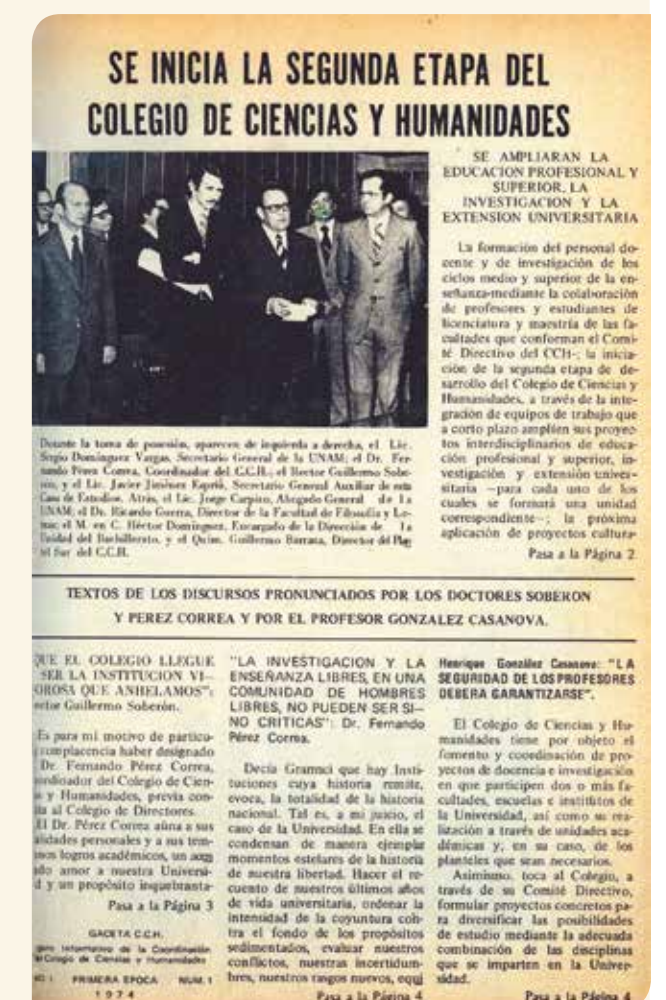 SE INICIA LA SEGUNDA ETAPA DEL
COLEGIO DE CIENCIAS Y HUMANIDADES
SE AMPLIARAN LA
EDUCACION PROFESIONAL Y
SUPERIOR, LA
INVESTIGACION Y LA
EXTENSION UNIVERSITARIA
La formación del personal do-
cente y de investigación de los
ciclos medio y superior de la en-
señanza-mediante la colaboración
de profesores y estudiantes de
licenciatura y maestría de las fa-
cultades que conforman el Comi-
té Directivo del CCH-; la inicia-
ción de la segunda etapa de de-
sarrollo del Colegio de Ciencias y
Humanidades, a través de la inte-
gración de equipos de trabajo que
a corto plazo amplíen sus proyec-
tos interdisciplinarios de educa-
ción profesional y superior, in-
vestigación y extensión univer-
sitaria —para cada uno de los
cuales se formará una unidad
correspondiente—; la próxima
aplicación de proyectos cultura-
Pasa a la Página 2
Durante la toma de posesión, aparecen de izquierda a derecha, el Lic.
Sergio Domínguez Vargas, Secretario General de la UNAM; el Dr. Fer-
nando Pérez Correa, Coordinador del C.C.H.; el Rector Guillermo Sobe-
rón, y el Lic. Javier Jiménez Espriú, Secretario General Auxiliar de esta
Casa de Estudios. Atrás, el Lic. Jorge Carpizo, Abogado General de la
UNAM; el Dr. Ricardo Guerra, Director de la Facultad de Filosofía y Le-
tras; el M. en C. Héctor Domínguez, Encargado de la Dirección de la
Unidad del Bachillerato, y el Quím. Guillermo Barraza, Director del
Sur del C.C.H.
TEXTOS DE LOS DISCURSOS PRONUNCIADOS POR LOS DOCTORES SOBERON
Y PEREZ CORREA Y POR EL PROFESOR GONZALEZ CASANOVA.
QUE EL COLEGIO LLEGUE
SER LA INSTITUCION VI-
OROSA QUE ANHELAMOS":
ector Guillermo Soberón.
Es para mí motivo de particu-
complacencia haber designado
Dr. Fernando Pérez Correa,
ordinador del Colegio de Cien-
s y Humanidades, previa con-
ta al Colegio de Directores.
El Dr. Pérez Correa aúna a sus
alidades personales y a sus tem-
nos logros académicos, un
do amor a nuestra Universi-
d y un propósito inquebranta-
Pasa a la Página 3
GACETA C.C.H.
gano Informativo de la Coordinación
el Colegio de Ciencias y Humanidades
PRIMERA EPOCA NUM. 1
1974
"LA INVESTIGACION Y LA
ENSEÑANZA LIBRES, EN UNA
COMUNIDAD DE HOMBRES
LIBRES, NO PUEDEN SER SI-
NO CRITICAS": Dr. Fernando
Pérez Correa.
Decía Gramsci que hay Insti-
tuciones cuya historia remite,
evoca, la totalidad de la historia
nacional. Tal es, a mi juicio, el
caso de la Universidad. En ella se
condensan de manera ejemplar
momentos estelares de la historia
de nuestra libertad. Hacer el re-
cuento de nuestros últimos años
de vida universitaria, ordenar la
intensidad de la coyuntura con-
tra el fondo de los propósitos
sedimentados, evaluar nuestros
conflictos, nuestras incertidum-
bres, nuestros rasgos nuevos, equi
Pasa a la Página 4
Henrique González Casanova: "LA
SEGURIDAD DE LOS PROFESORES
DEBERA GARANTIZARSE".
El Colegio de Ciencias y Hu-
manidades tiene por objeto el
fomento y coordinación de pro-
yectos de docencia e investigación
en que participen dos o más fa-
cultades, escuelas e institutos de
la Universidad, así como su rea-
lización a través de unidades aca-
démicas y, en su caso, de los
planteles que sean necesarios.
Asimismo, toca al Colegio, a
través de su Comité Directivo,
formular proyectos concretos pa-
ra diversificar las posibilidades
de estudio mediante la adecuada
combinación de las disciplinas
que se imparten en la Univer-
sidad.
Pasa a la Página 4